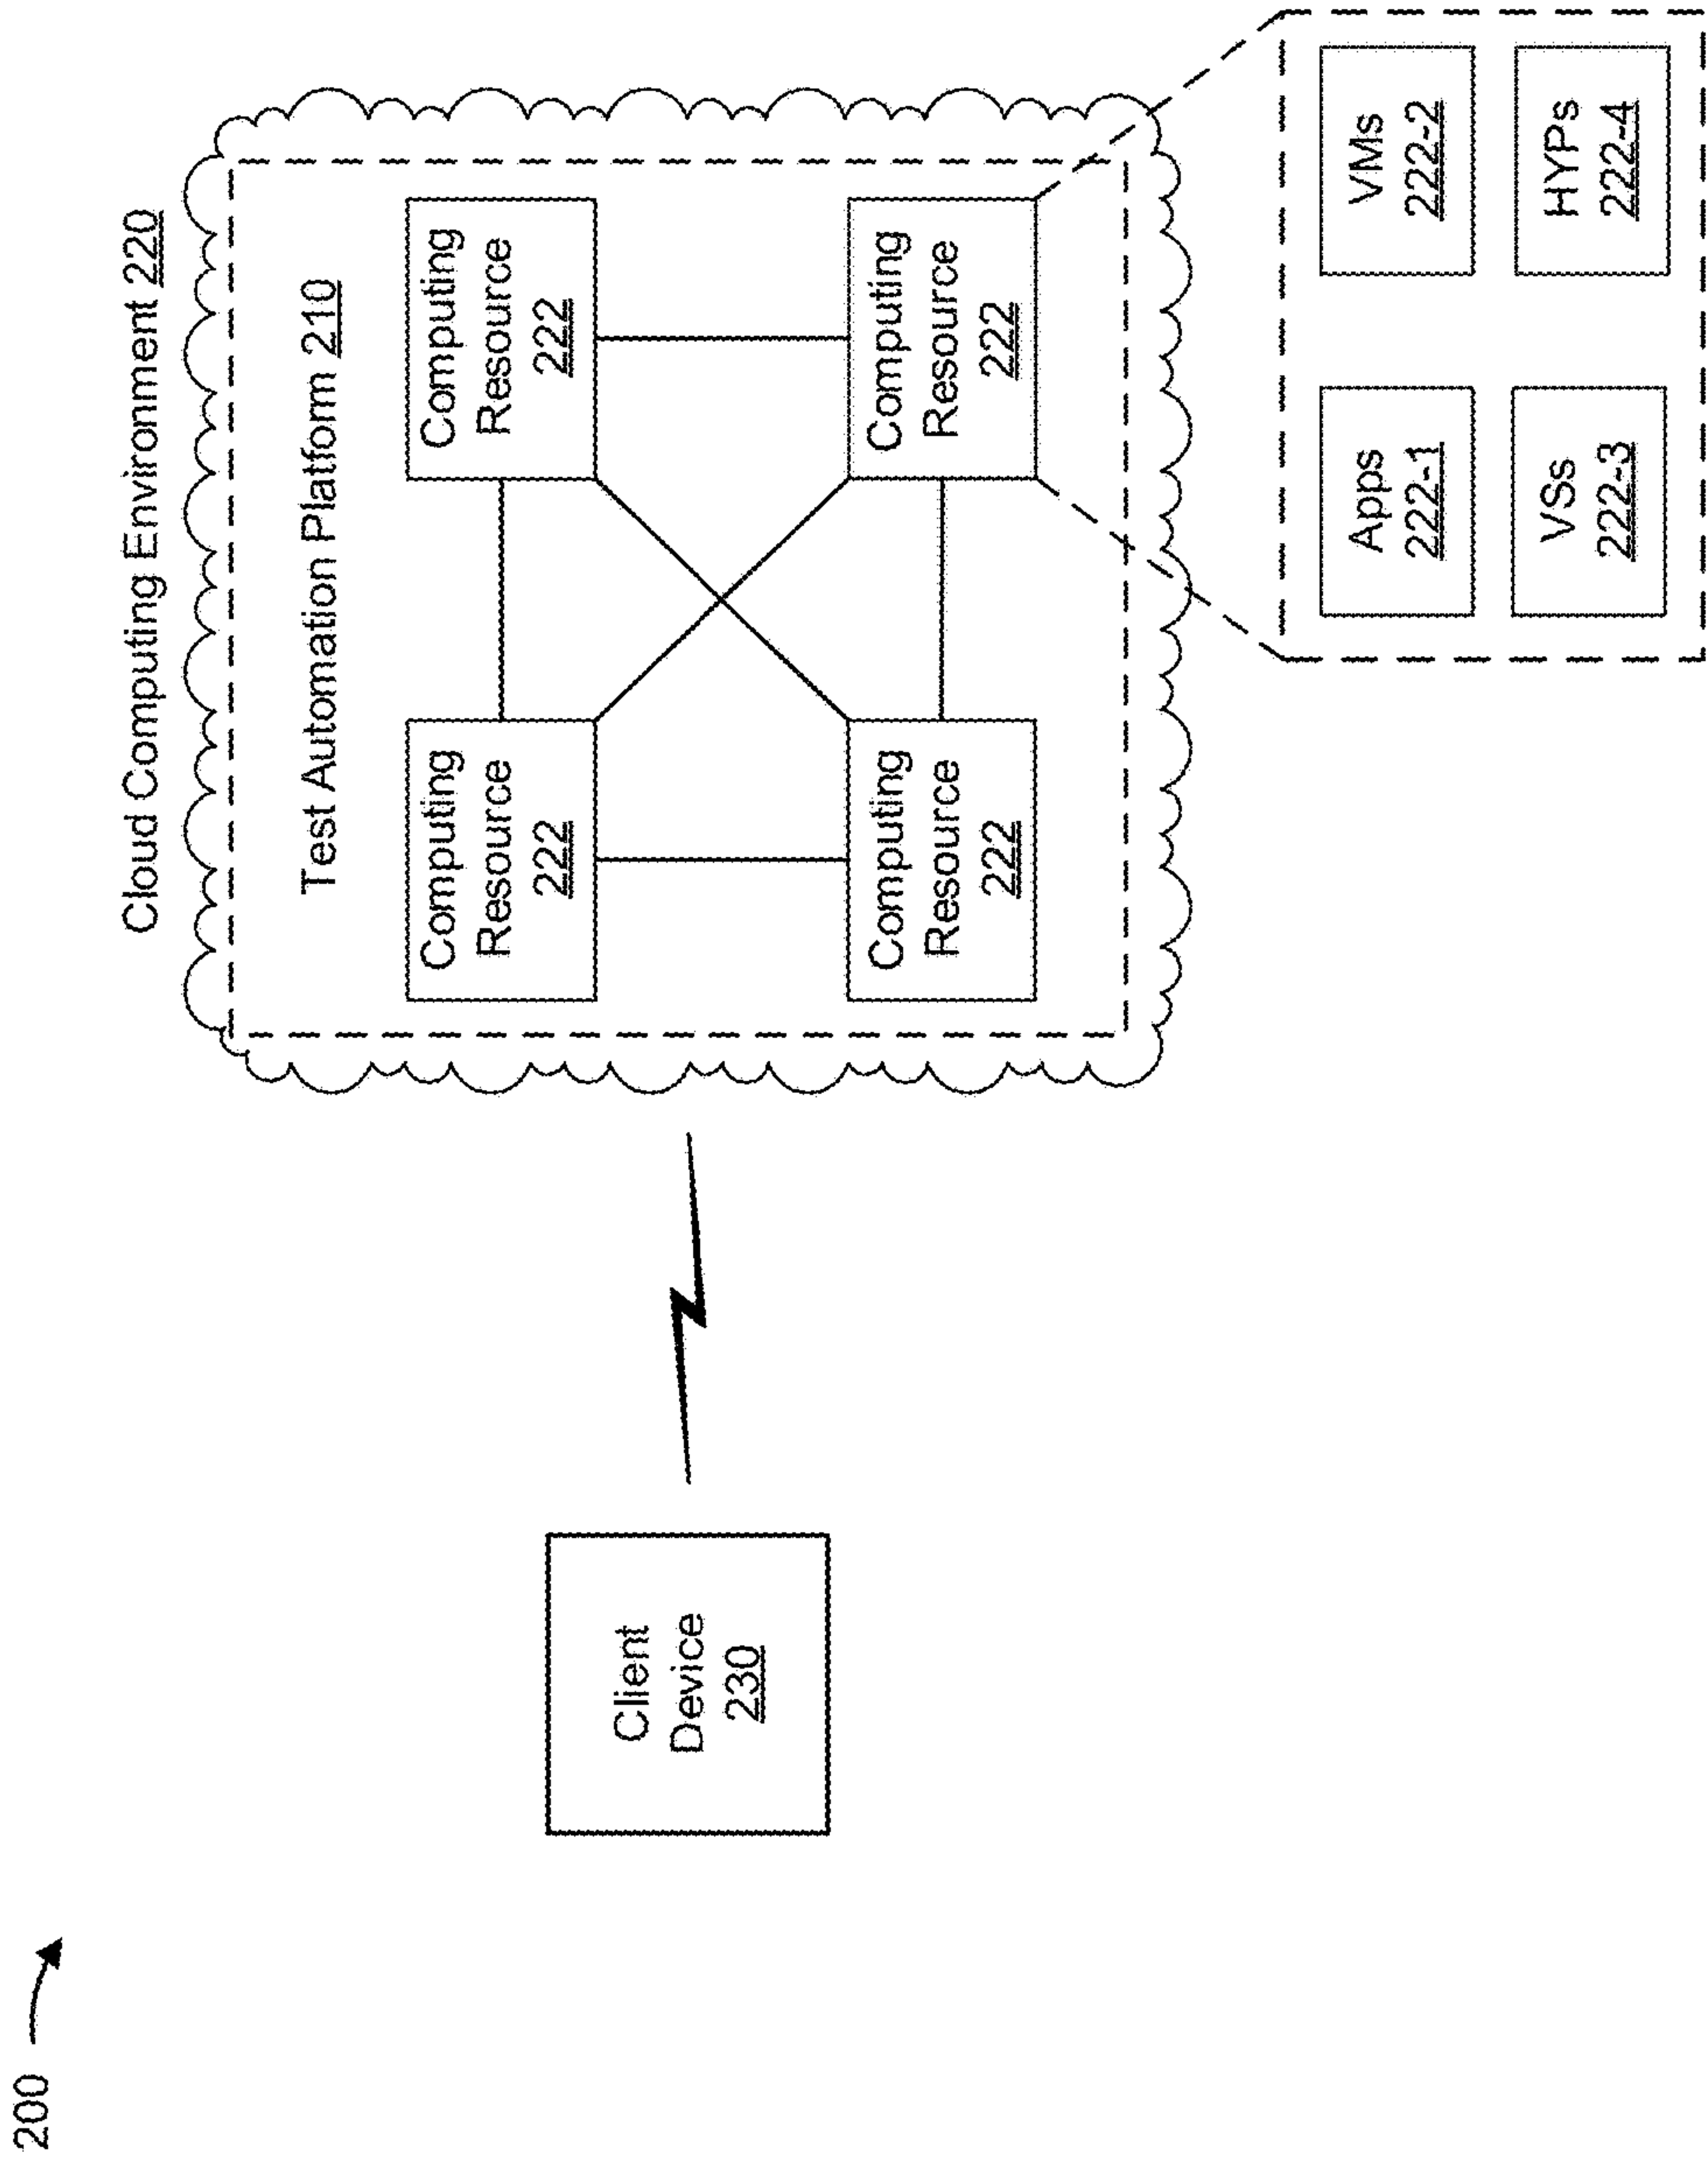 200
Cloud Computing Environment 220
Test Automation Platform 210
Computing
Resource
222
Computing
Resource
222
Client
Device
230
Computing
Resource
222
Computing
Resource
222
Apps
222-1
VMs
222-2
VSs
222-3
HYPs
222-4